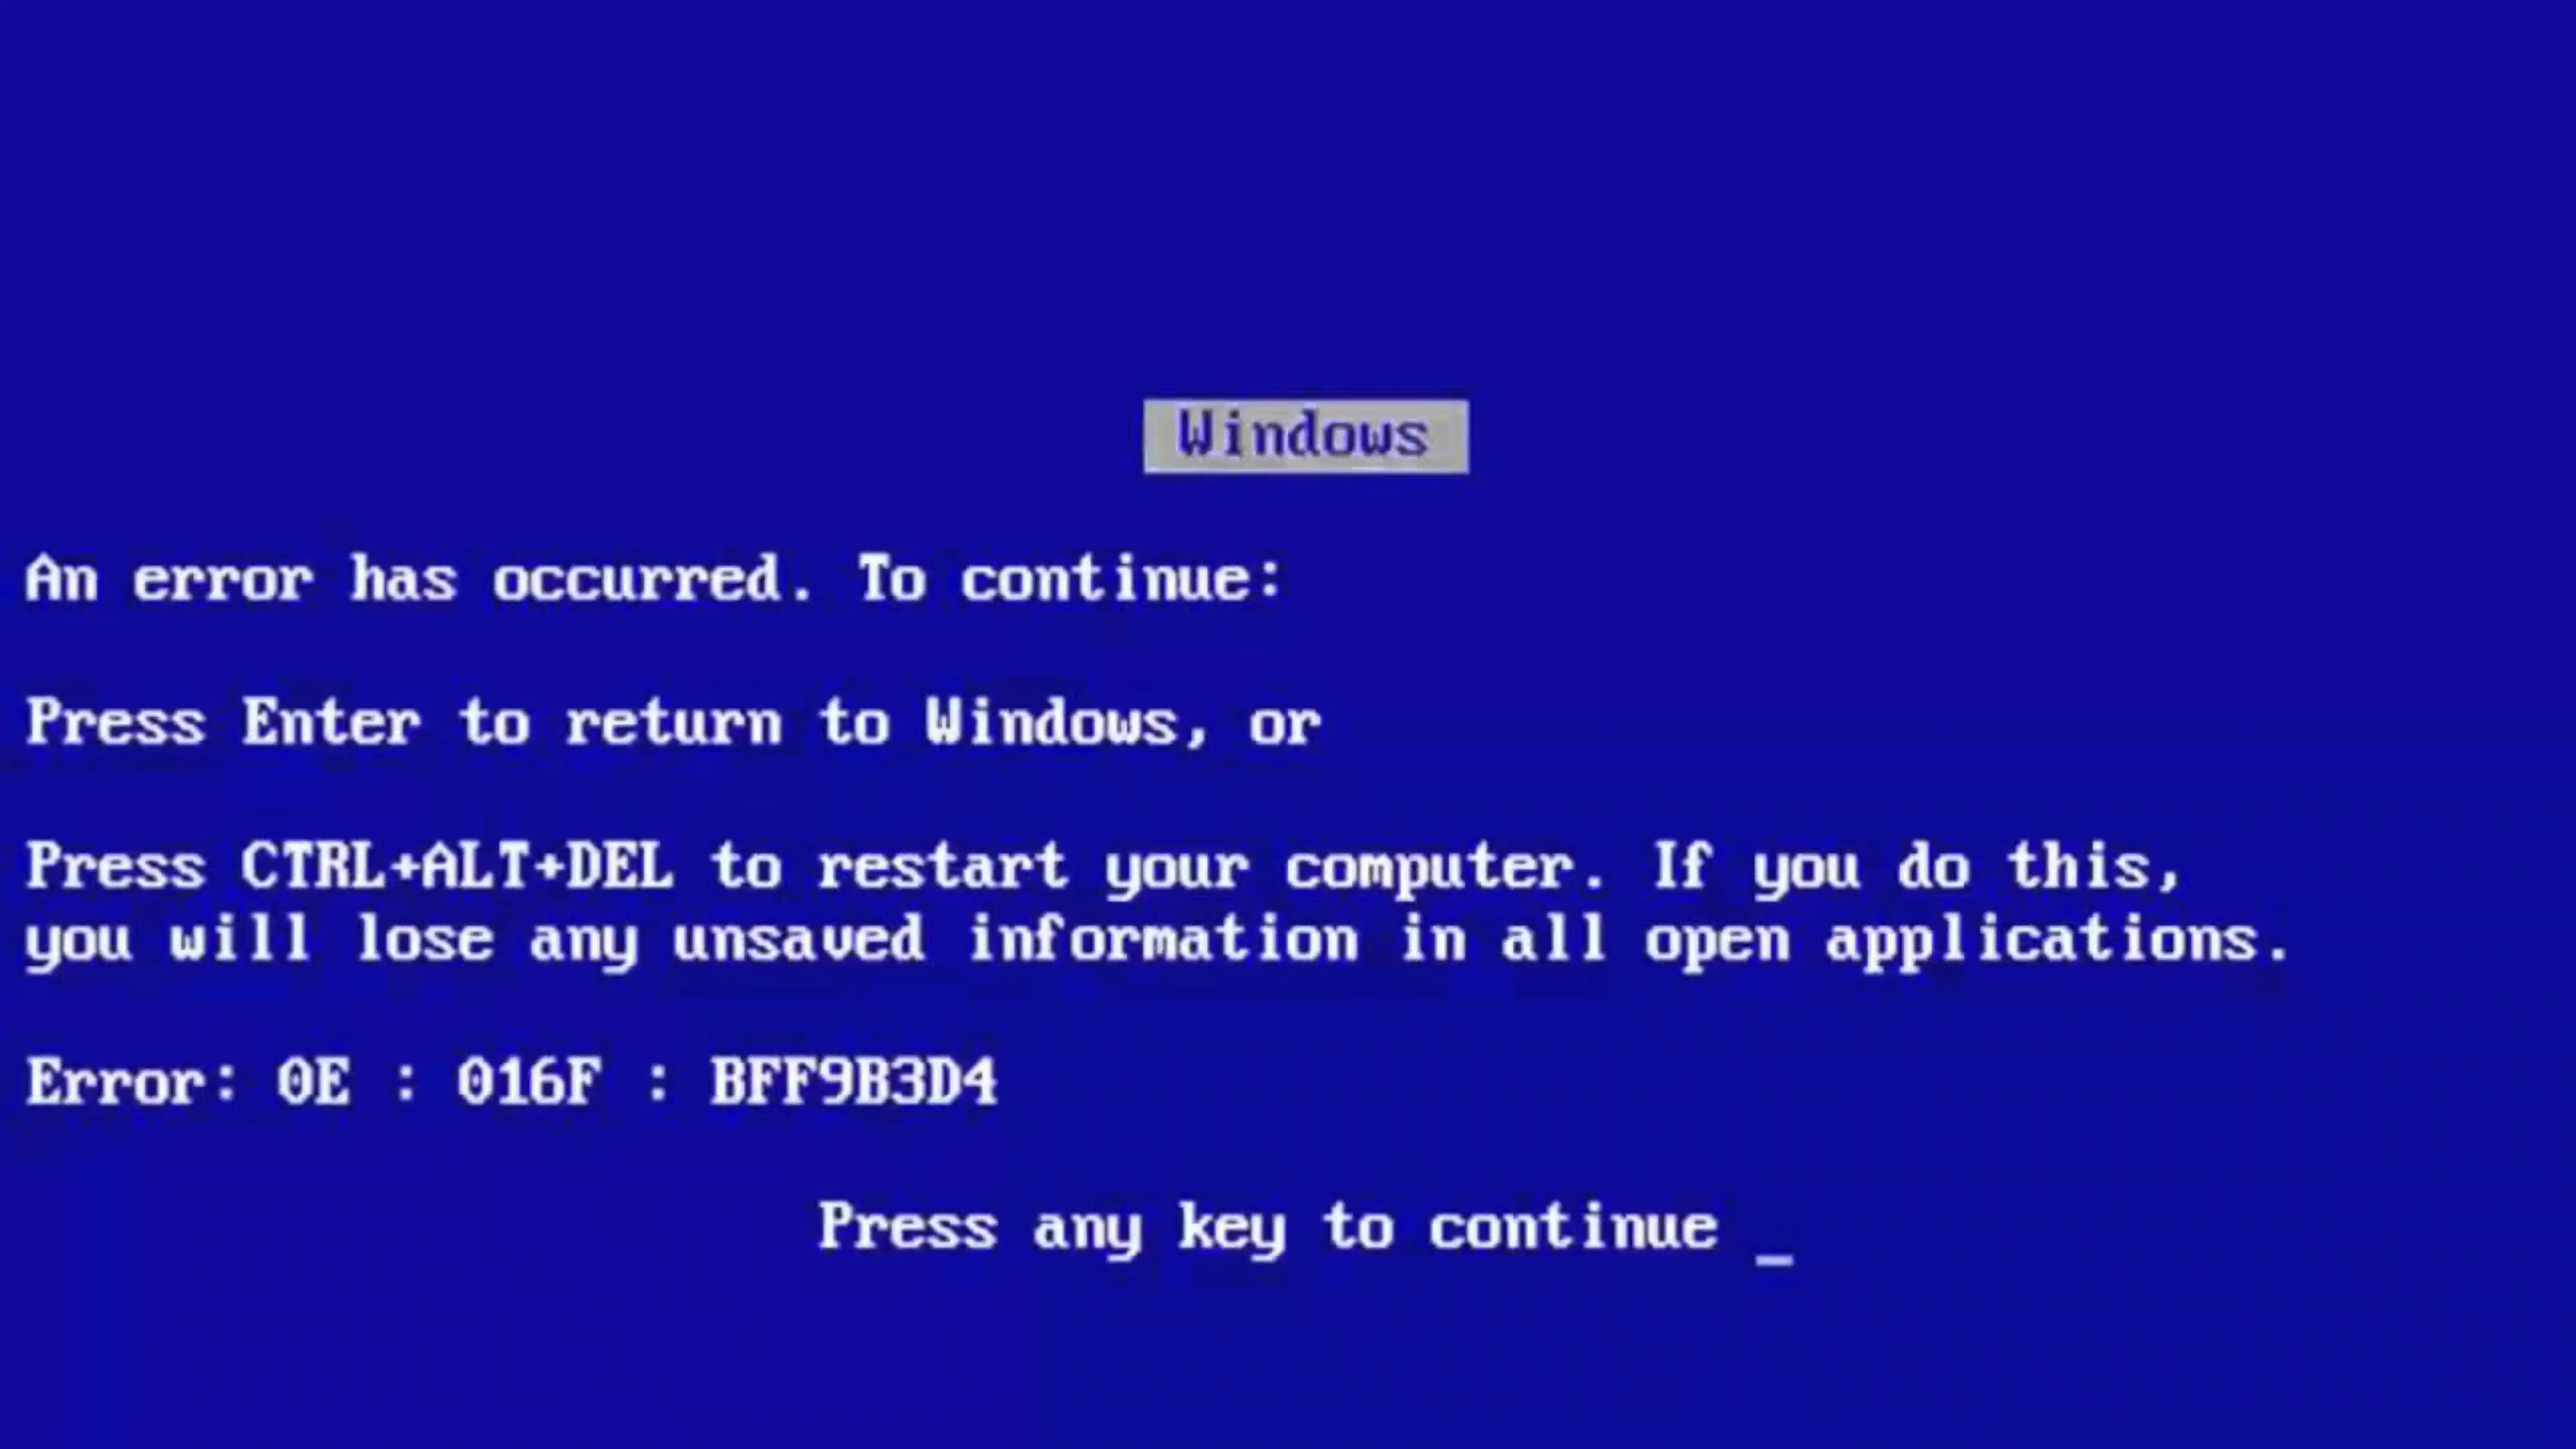 Windows
An error has occurred. To continue:
Press Enter to return to Windows, or
Press CTRL+ALT+DEL to restart your computer. If you do this,
you will lose any unsaved information in all open applications.
Error: 0E : 016F : BFF9B3D4
Press any key to continue _